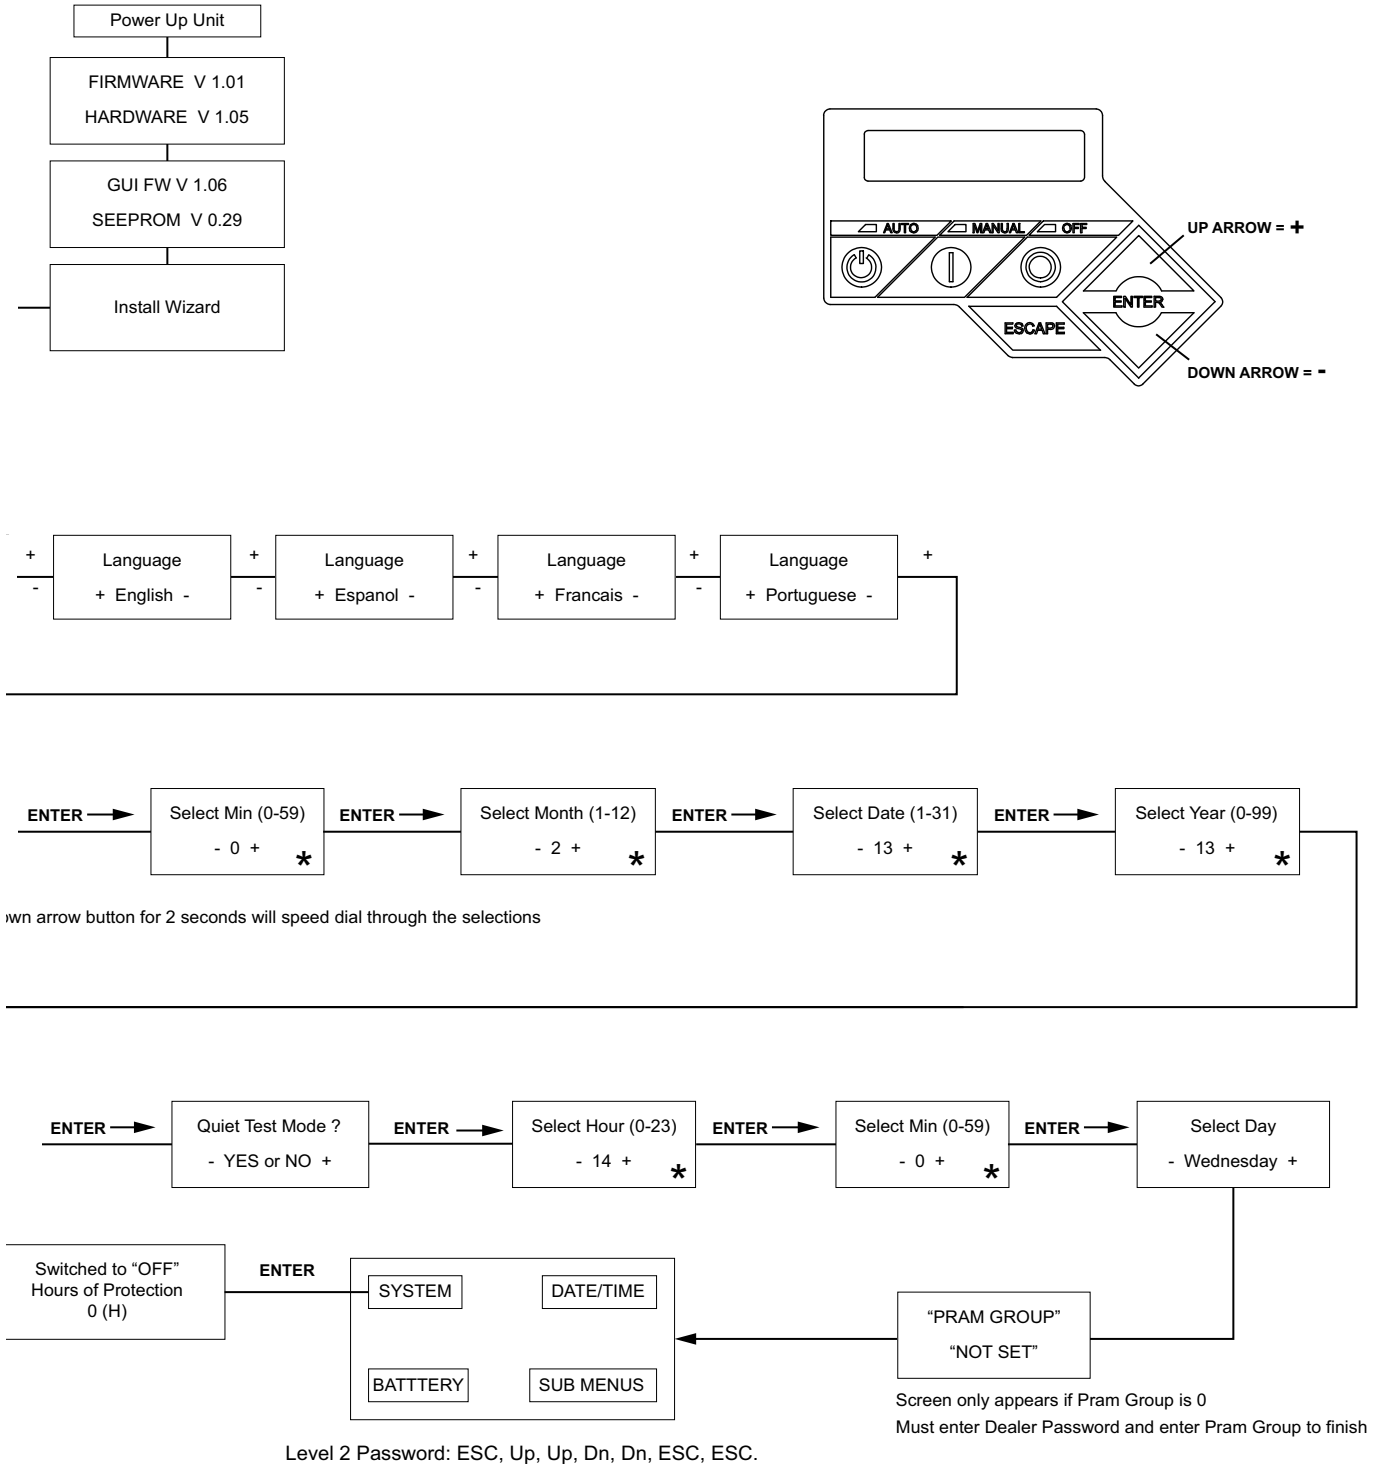 Power Up Unit
FIRMWARE V 1.01
HARDWARE V 1.05
GUI FW V 1.06
SEEPROM V 0.29
Install Wizard
AUTO
MANUAL
OFF
UP ARROW = +
ENTER
ESCAPE
DOWN ARROW = -
+
-
Language
+ English -
+
-
Language
+ Espanol -
+
-
Language
+ Francais -
+
-
Language
+ Portuguese -
+
ENTER
Select Min (0-59)
- 0 +
*
ENTER
Select Month (1-12)
- 2 +
*
ENTER
Select Date (1-31)
- 13 +
*
ENTER
Select Year (0-99)
- 13 +
*
arrow button for 2 seconds will speed dial through the selections
ENTER
Quiet Test Mode ?
- YES or NO +
ENTER
Select Hour (0-23)
- 14 +
*
ENTER
Select Min (0-59)
- 0 +
*
ENTER
Select Day
- Wednesday +
Switched to “OFF”
Hours of Protection
0 (H)
ENTER
SYSTEM
DATE/TIME
BATTTERY
SUB MENUS
“PRAM GROUP”
“NOT SET”
Screen only appears if Pram Group is 0
Must enter Dealer Password and enter Pram Group to finish
Level 2 Password: ESC, Up, Up, Dn, Dn, ESC, ESC.